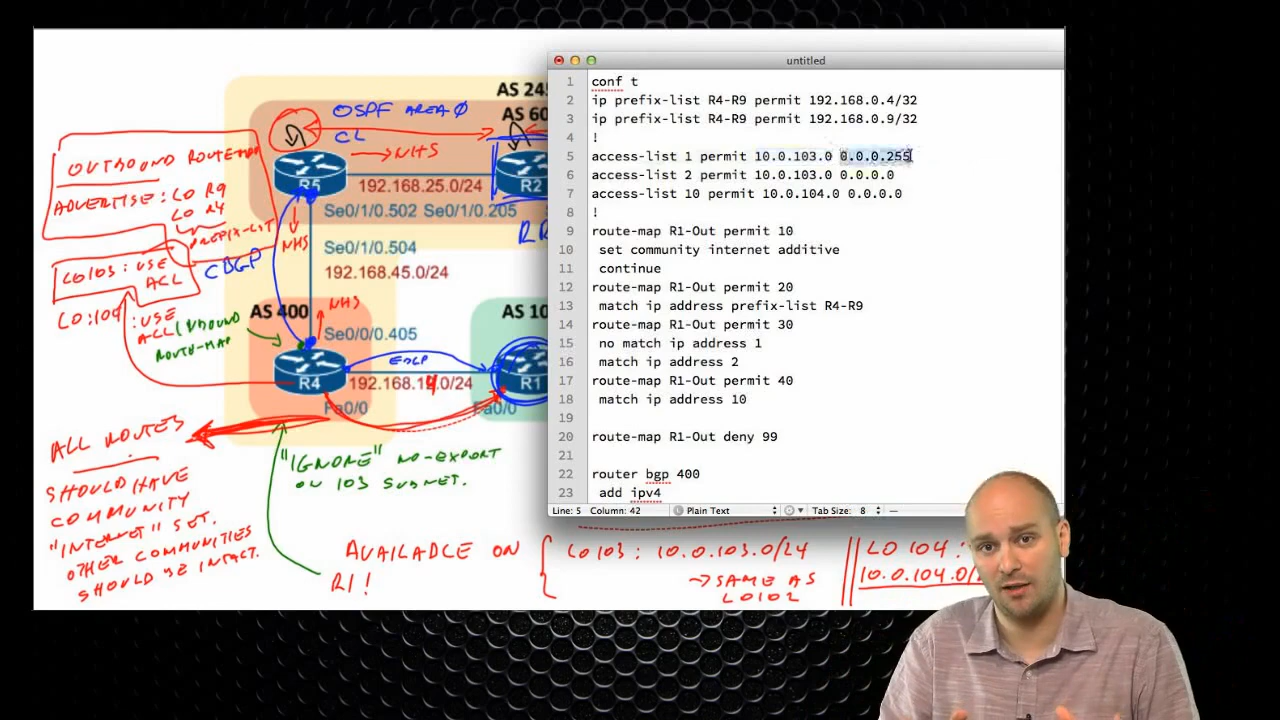 OSPF AREA 0
CL
NHS
AS 24
AS 60
OUTBOUND ROUTE-MAP
ADVERTISE: LO R9
LO R4
PREFIX-LIST
LO103: USE
ACL
LO:104
:USE
ACL
INBOUND
ROUTE-MAP
R5
192.168.25.0/24
R2
Se0/1/0.502 Se0/1/0.205
NHS
CBGP
RR
Se0/1/0.504
192.168.45.0/24
AS 400
NHS
AS 10
Se0/0/0.405
EBGP
R4
192.168.14.0/24
R1
Fa0/0
Fa0/0
ALL ROUTES
SHOULD HAVE
COMMUNITY
"INTERNET" SET.
OTHER COMMUNITIES
SHOULD BE INTACT.
"IGNORE" NO-EXPORT
ON 103 SUBNET.
AVAILABLE ON
R1!
LO103: 10.0.103.0/24
→SAME AS
LO102
LO 104:
10.0.104.0/
untitled
1 conf t
2 ip prefix-list R4-R9 permit 192.168.0.4/32
3 ip prefix-list R4-R9 permit 192.168.0.9/32
4 !
5 access-list 1 permit 10.0.103.0 0.0.0.255
6 access-list 2 permit 10.0.103.0 0.0.0.0
7 access-list 10 permit 10.0.104.0 0.0.0.0
8 !
9 route-map R1-Out permit 10
10 set community internet additive
11 continue
12 route-map R1-Out permit 20
13 match ip address prefix-list R4-R9
14 route-map R1-Out permit 30
15 no match ip address 1
16 match ip address 2
17 route-map R1-Out permit 40
18 match ip address 10
19
20 route-map R1-Out deny 99
21
22 router bgp 400
23 add ipv4
Line: 5 Column: 42 Plain Text Tab Size: 8 —